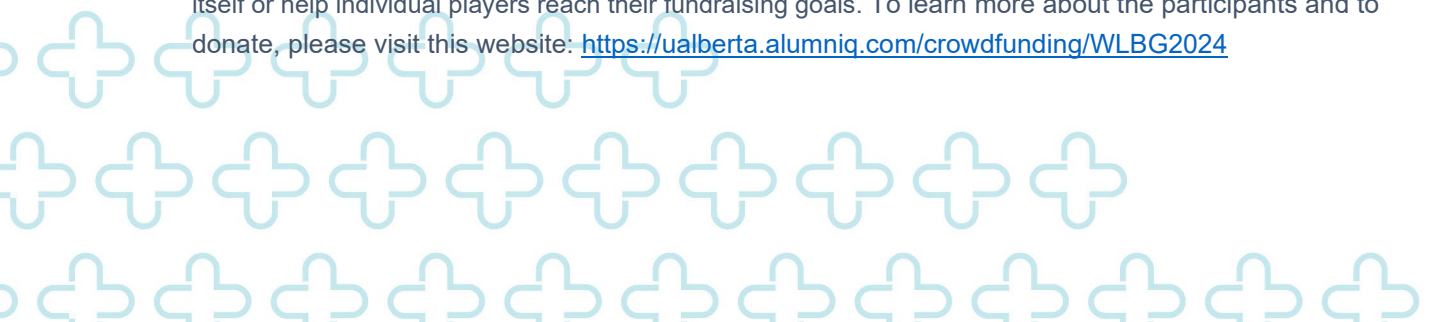 itself or help individual players reach their fundraising goals. To learn more about the participants and to
donate, please visit this website: https://ualberta.alumniq.com/crowdfunding/WLBG2024